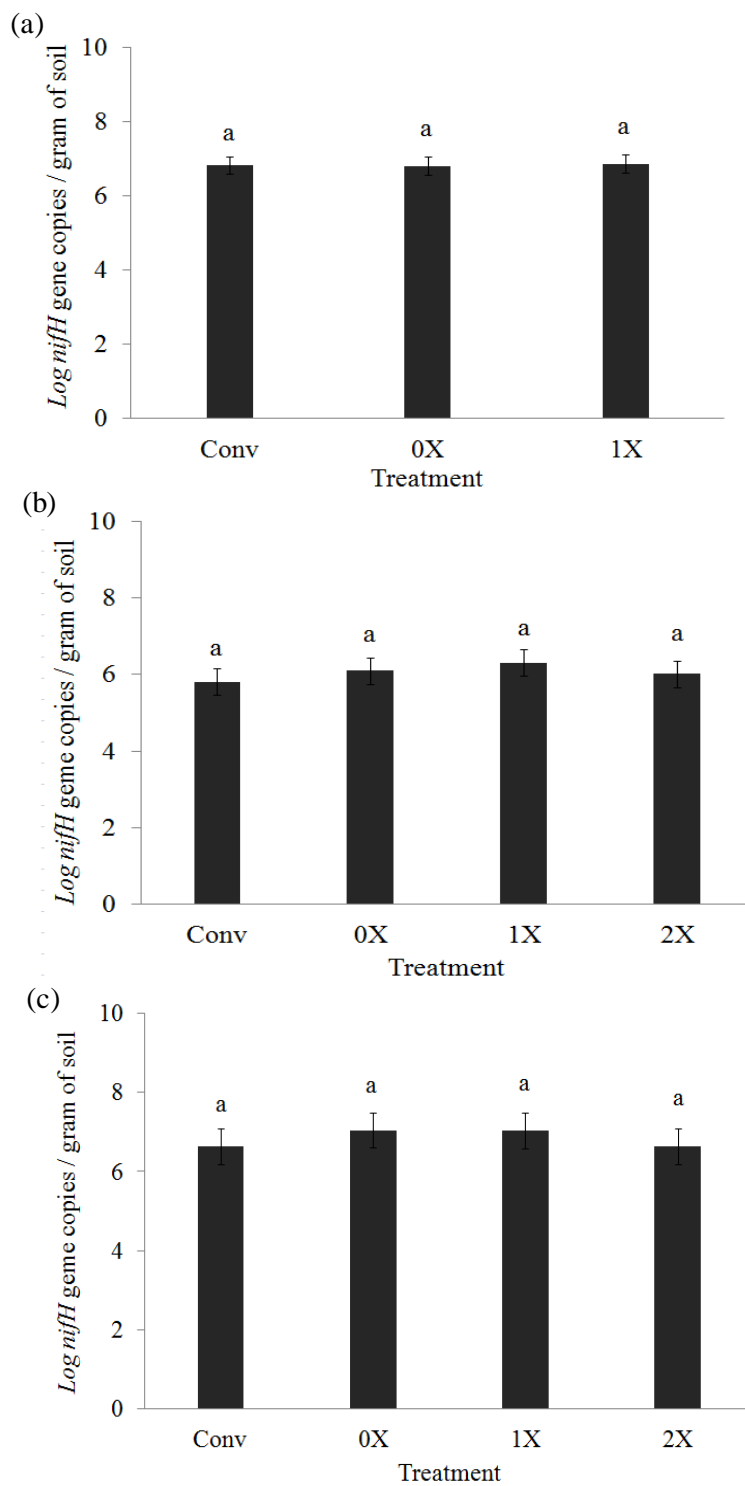 (a)
Log nifH gene copies / gram of soil
10
8
6
4
2
0
a
a
a
Conv
0X
1X
Treatment
(b)
Log nifH geme copies / gram of soil
10
8
6
4
2
0
a
a
a
a
Conv
0X
1X
2X
Treatment
(c)
Log nifH geme copies / gram of soil
10
8
6
4
2
0
a
a
a
a
Conv
0X
1X
2X
Treatment